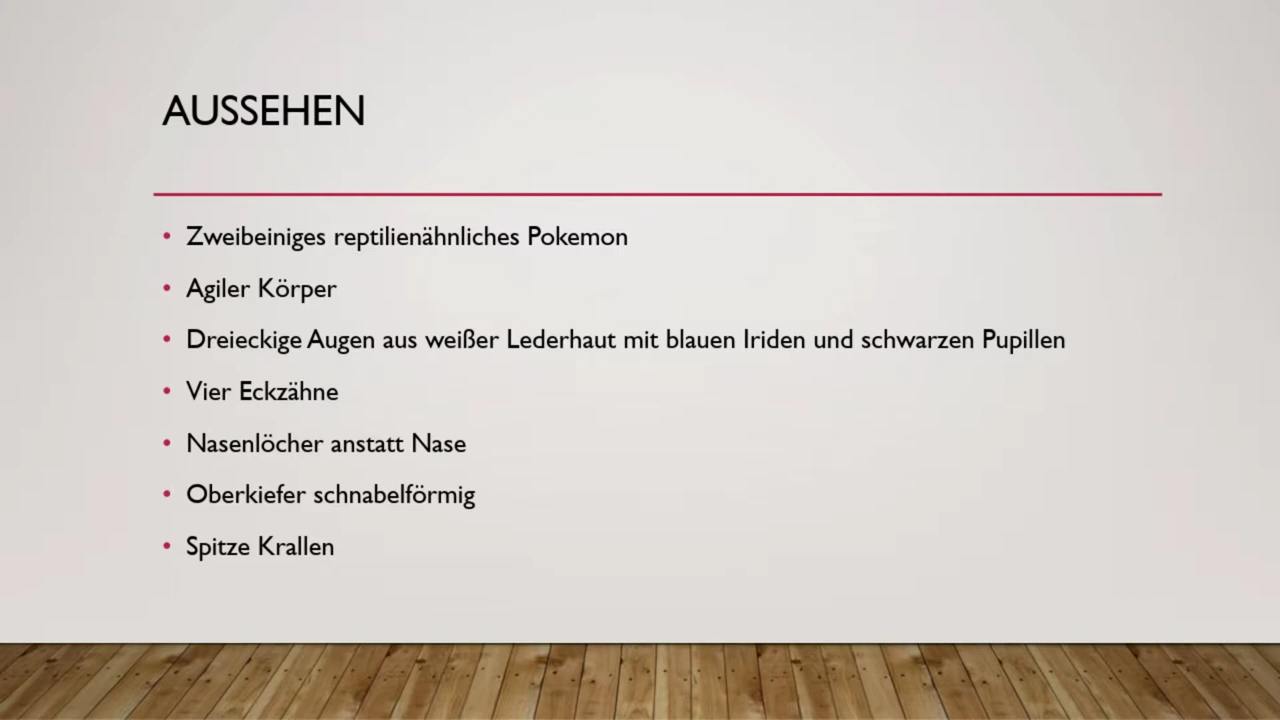 AUSSEHEN
• Zweibeiniges reptilienähnliches Pokemon
• Agiler Körper
• Dreieckige Augen aus weißer Lederhaut mit blauen Iriden und schwarzen Pupillen
• Vier Eckzähne
• Nasenlöcher anstatt Nase
• Oberkiefer schnabelförmig
• Spitze Krallen